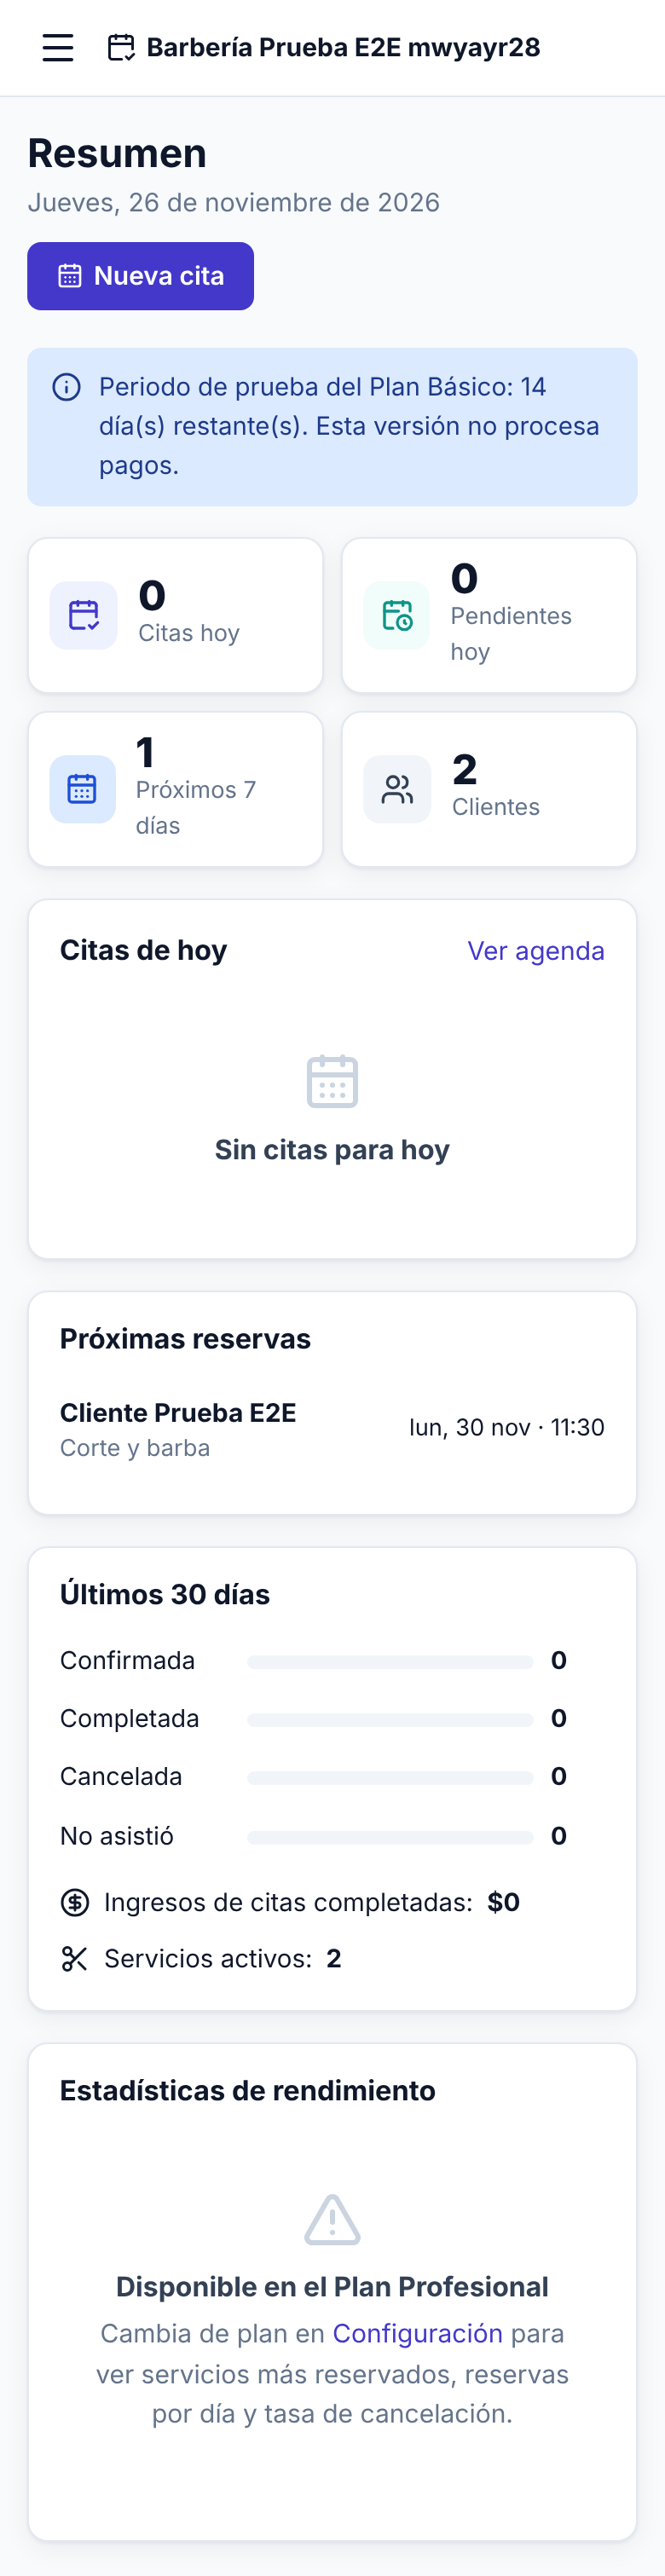 Barbería Prueba E2E mwyayr28
Resumen
Jueves, 26 de noviembre de 2026
Nueva cita
Periodo de prueba del Plan Básico: 14
día(s) restante(s). Esta versión no procesa
pagos.
0
Citas hoy
0
Pendientes
hoy
1
Próximos 7
días
2
Clientes
Citas de hoy
Ver agenda
Sin citas para hoy
Próximas reservas
Cliente Prueba E2E
Corte y barba
lun, 30 nov · 11:30
Últimos 30 días
Confirmada 0
Completada 0
Cancelada 0
No asistió 0
Ingresos de citas completadas: $0
Servicios activos: 2
Estadísticas de rendimiento
Disponible en el Plan Profesional
Cambia de plan en Configuración para
ver servicios más reservados, reservas
por día y tasa de cancelación.